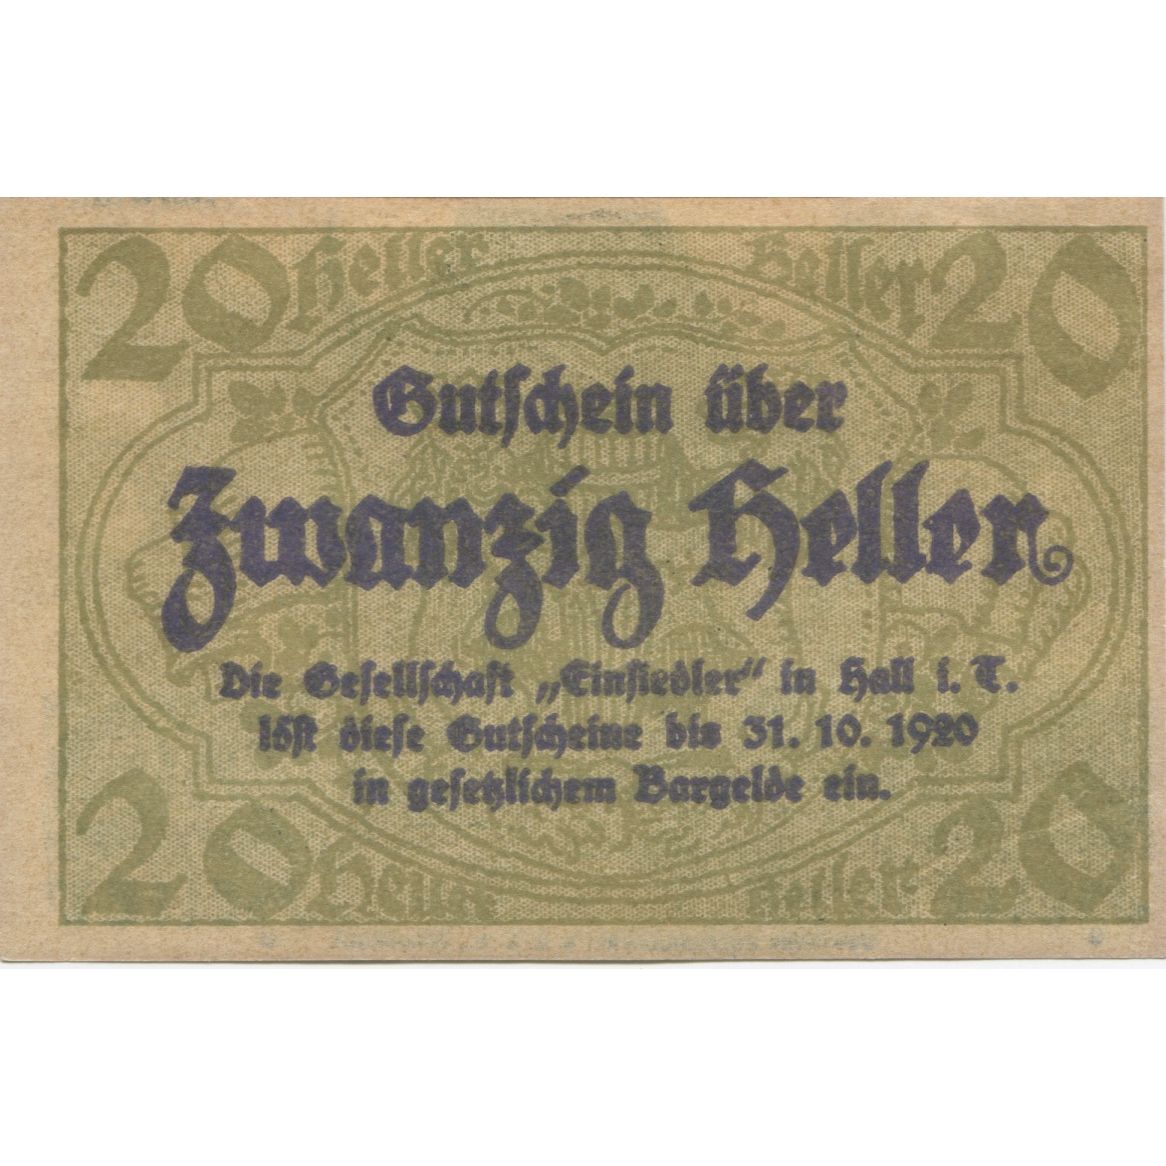 20 Heller Heller 20
Gutschein über
Zwanzig Heller
Die Gesellschaft „Einsiedler“ in Hall i. T.
löst diese Gutscheine bis 31. 10. 1920
in gesetzlichem Bargelde ein.
20 Heller Heller 20